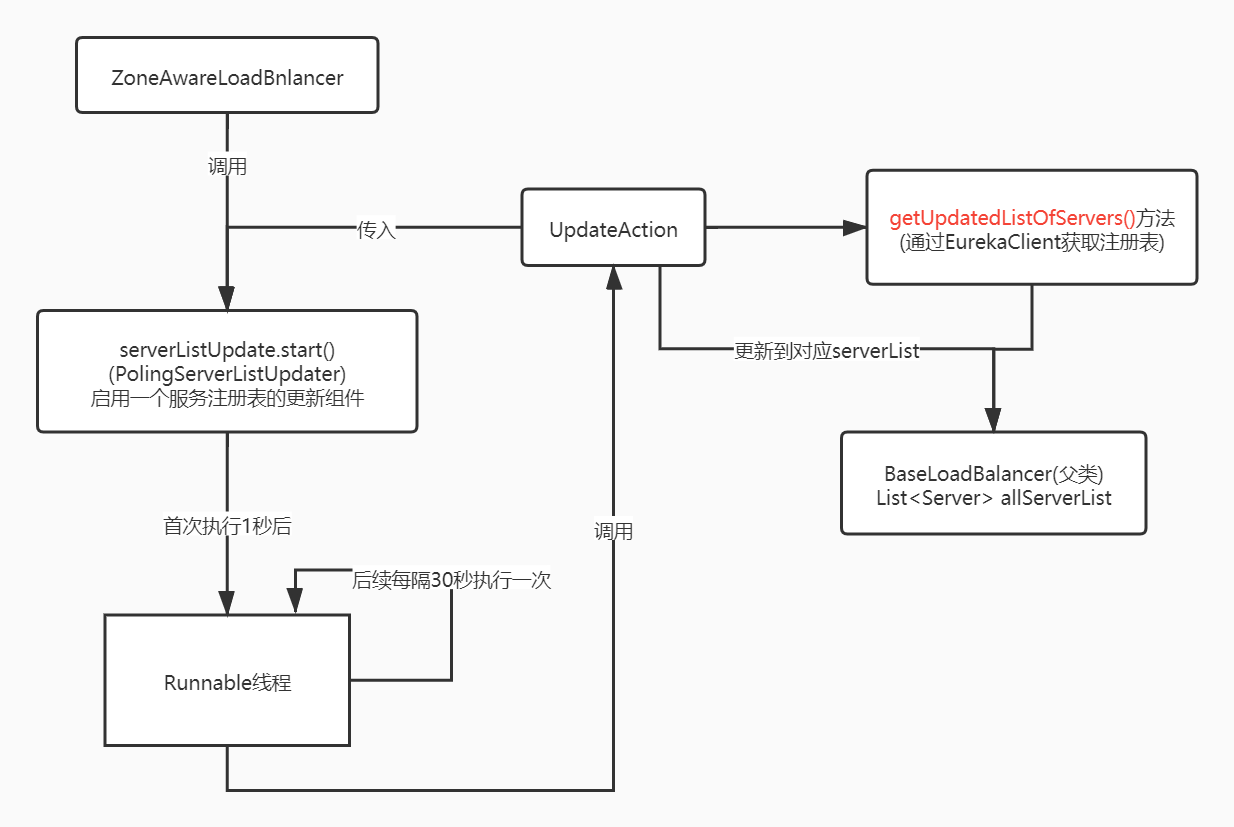 ZoneAwareLoadBnlancer
调用
传入
UpdateAction
getUpdatedListOfServers()方法
(通过EurekaClient获取注册表)
serverListUpdate.start()
(PolingServerListUpdater)
启用一个服务注册表的更新组件
更新到对应serverList
BaseLoadBalancer(父类)
List<Server> allServerList
首次执行1秒后
调用
后续每隔30秒执行一次
Runnable线程